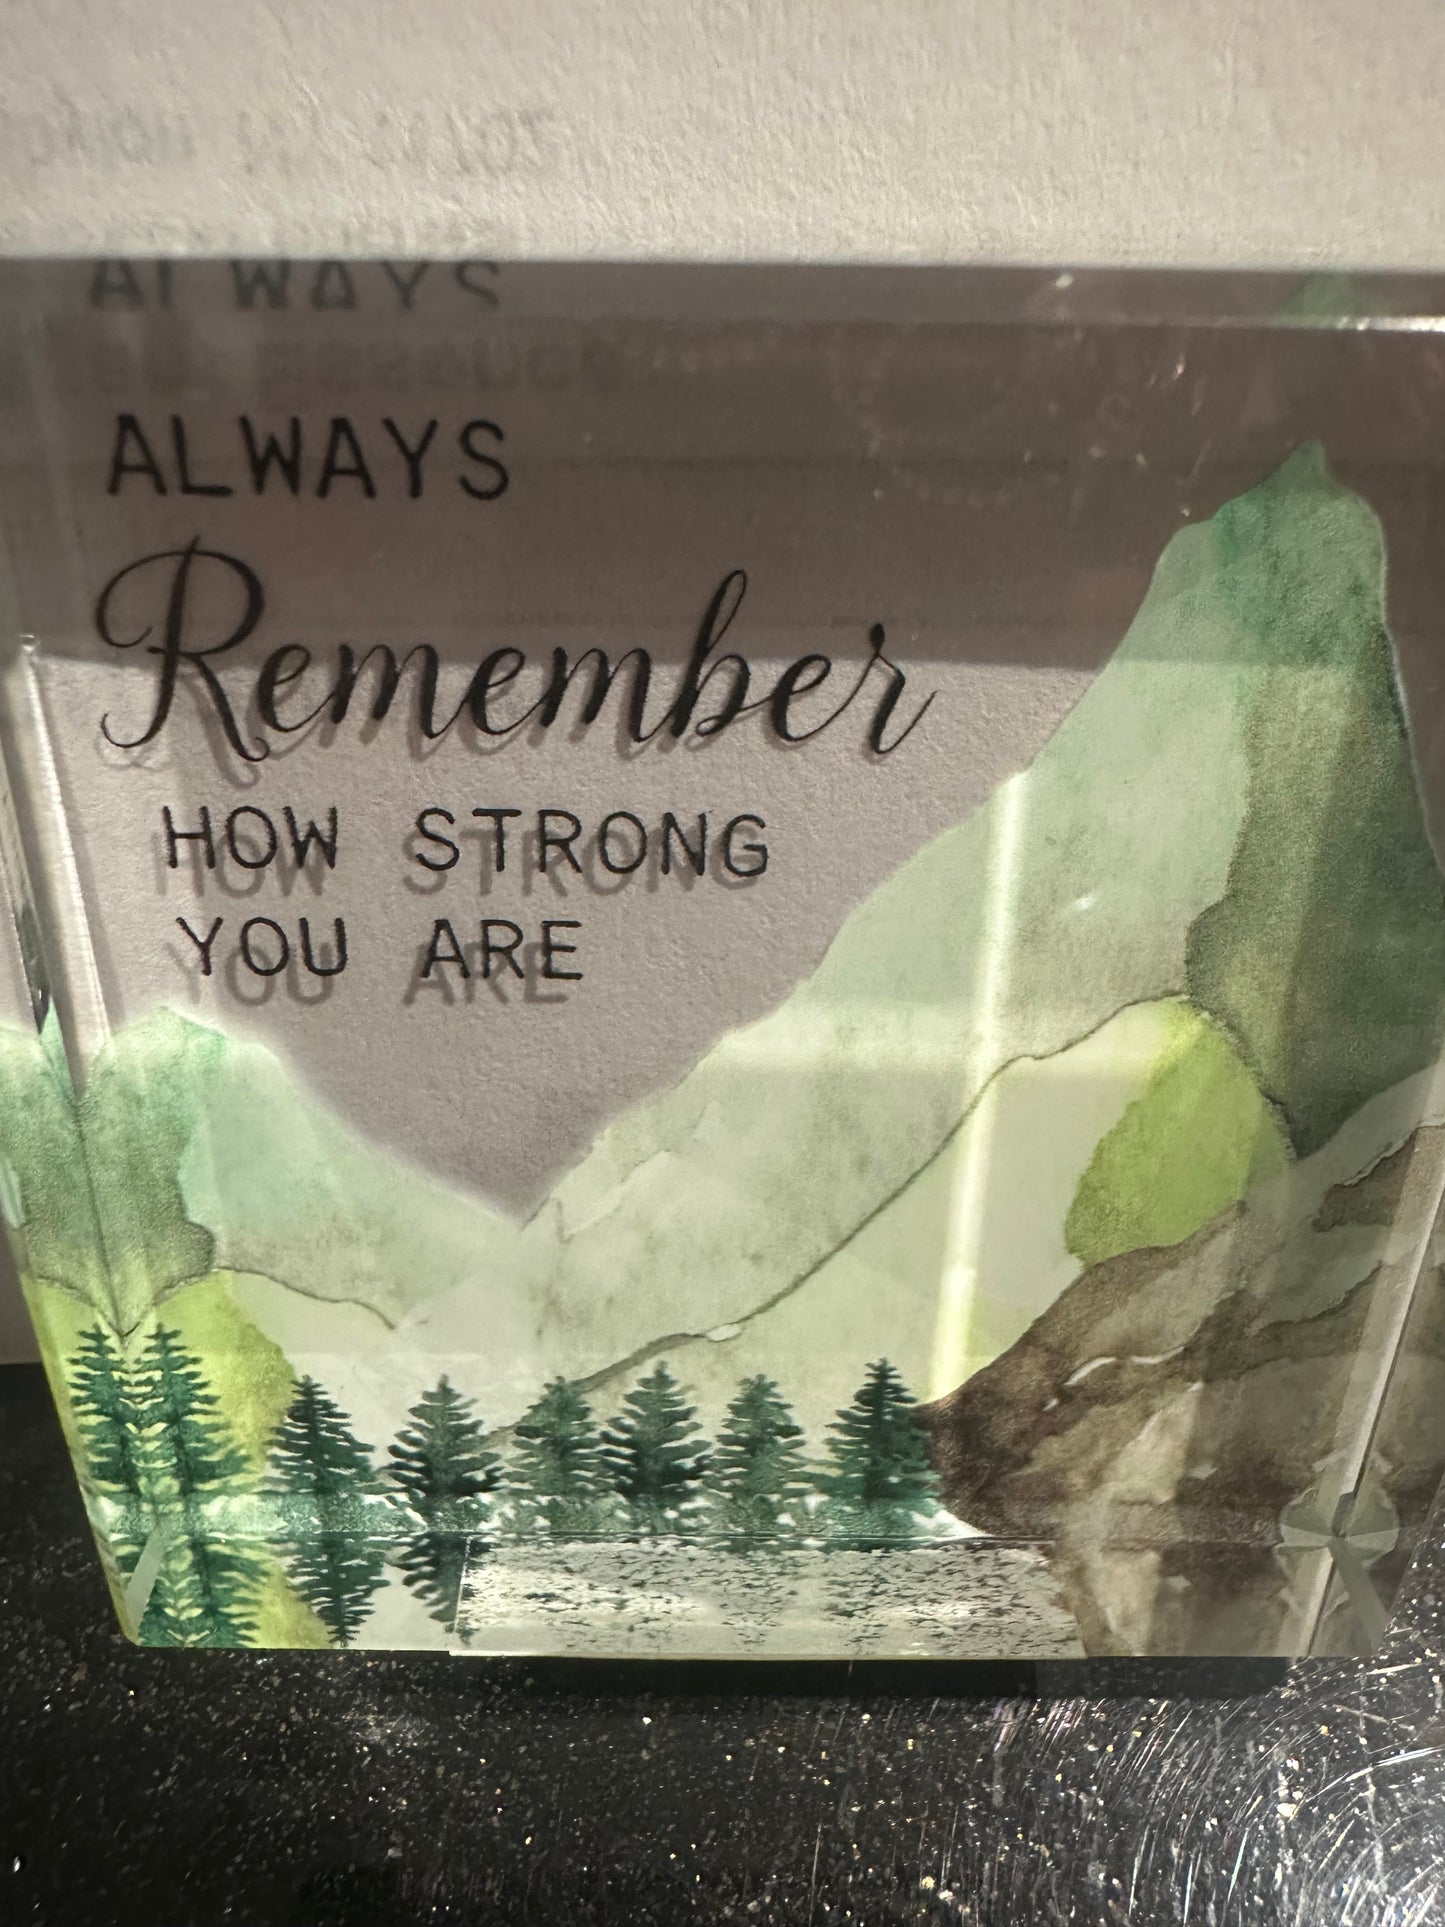 ALWAYS
Remember
HOW STRONG
YOU ARE